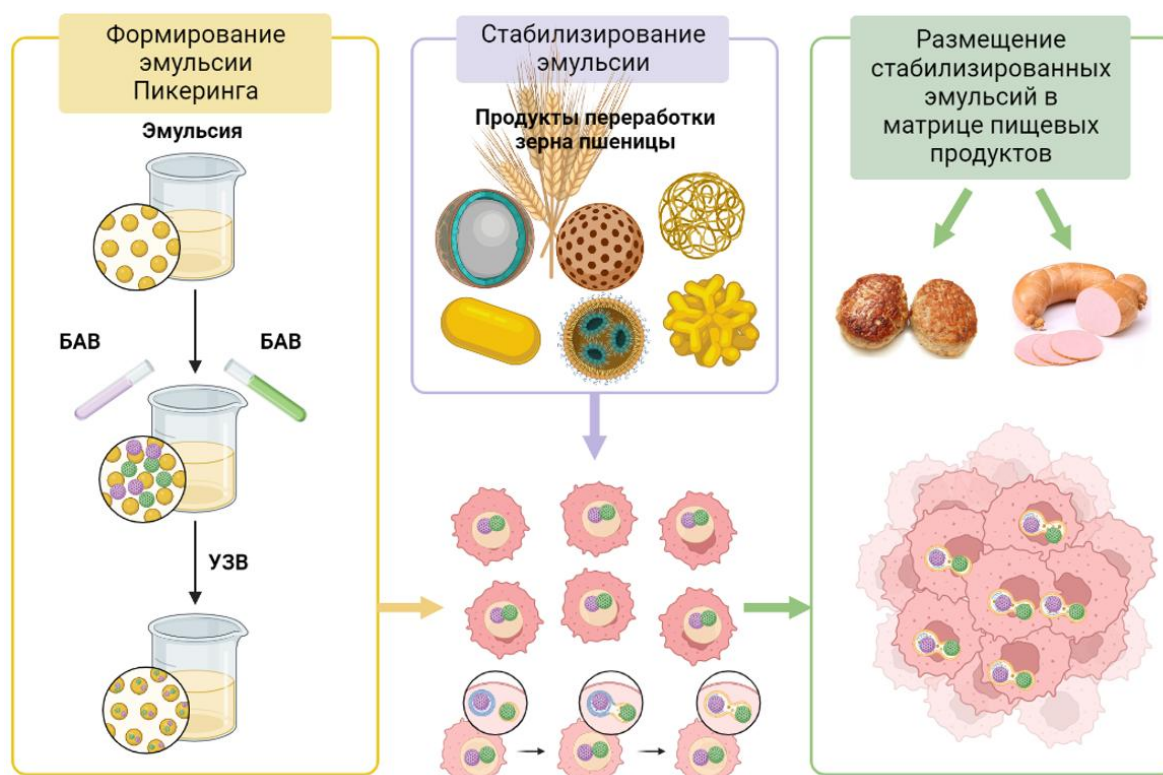 Формирование
эмульсии
Пикеринга
Эмульсия
БАВ
БАВ
УЗВ
Стабилизирование
эмульсии
Продукты переработки
зерна пшеницы
Размещение
стабилизированных
эмульсий в
матрице пищевых
продуктов